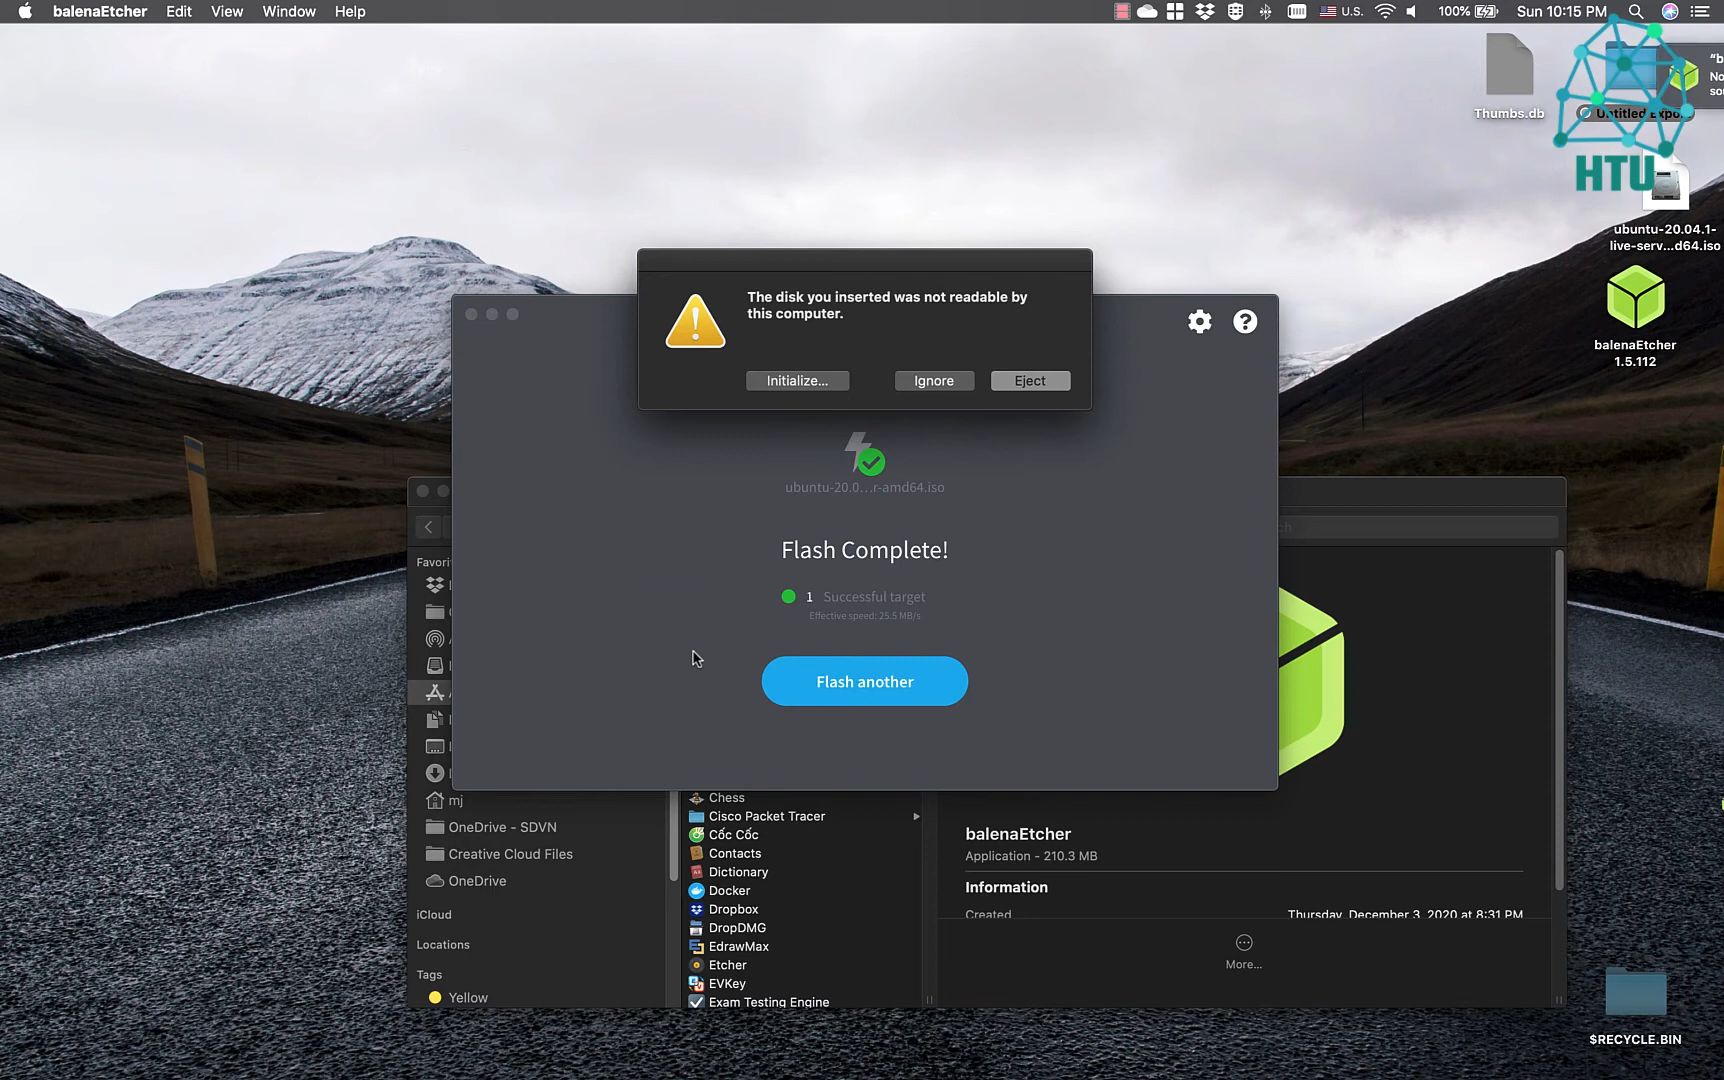 balenaEtcher Edit View Window Help
U.S. 100% Sun 10:15 PM
Thumbs.db
Untitled Expo
HTU
ubuntu-20.04.1-
live-serv...d64.iso
balenaEtcher
1.5.112
The disk you inserted was not readable by
this computer.
Initialize... Ignore Eject
ubuntu-20.0...r-amd64.iso
Flash Complete!
1 Successful target
Effective speed: 25.5 MB/s
Flash another
Favori
mj
OneDrive - SDVN
Creative Cloud Files
OneDrive
iCloud
Locations
Tags
Yellow
Chess
Cisco Packet Tracer
Cốc Cốc
Contacts
Dictionary
Docker
Dropbox
DropDMG
EdrawMax
Etcher
EVKey
Exam Testing Engine
balenaEtcher
Application - 210.3 MB
Information
Created Thursday, December 3, 2020 at 8:31 PM
More...
$RECYCLE.BIN